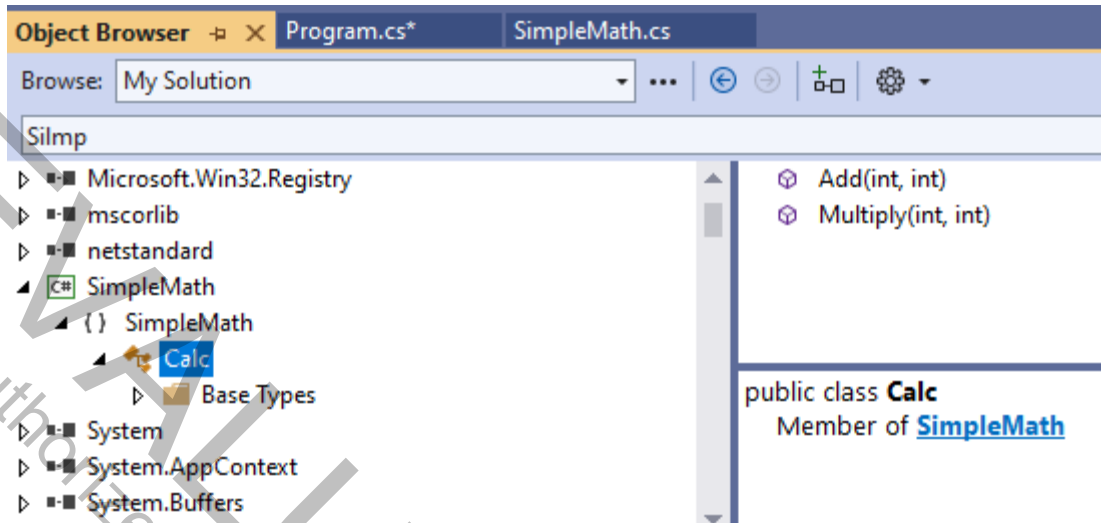 Object Browser Program.cs* SimpleMath.cs
Browse: My Solution
SiImp
Microsoft.Win32.Registry
mscorlib
netstandard
C# SimpleMath
{ } SimpleMath
Calc
Base Types
System
System.AppContext
System.Buffers
Add(int, int)
Multiply(int, int)
public class Calc
Member of SimpleMath